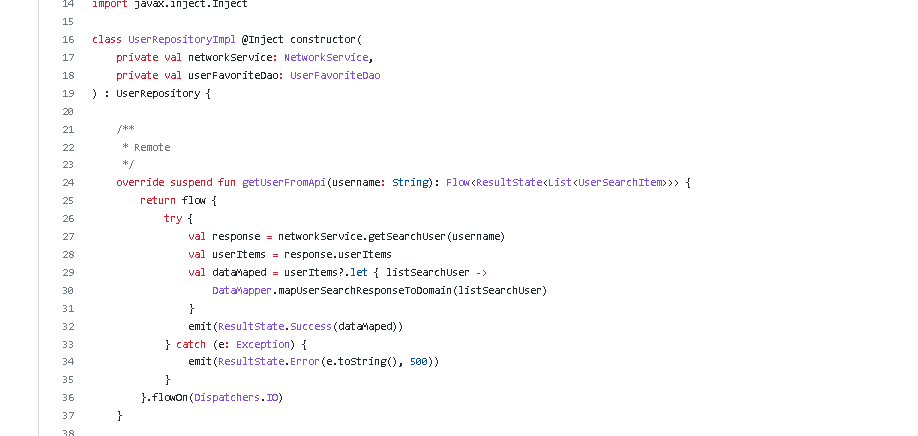 14 import javax.inject.Inject
15
16 class UserRepositoryImpl @Inject constructor(
17     private val networkService: NetworkService,
18     private val userFavoriteDao: UserFavoriteDao
19 ) : UserRepository {
20
21     /**
22      * Remote
23      */
24     override suspend fun getUserFromApi(username: String): Flow<ResultState<List<UserSearchItem>>> {
25         return flow {
26             try {
27                 val response = networkService.getSearchUser(username)
28                 val userItems = response.userItems
29                 val dataMaped = userItems?.let { listSearchUser ->
30                     DataMapper.mapUserSearchResponseToDomain(listSearchUser)
31                 }
32                 emit(ResultState.Success(dataMaped))
33             } catch (e: Exception) {
34                 emit(ResultState.Error(e.toString(), 500))
35             }
36         }.flowOn(Dispatchers.IO)
37     }
38